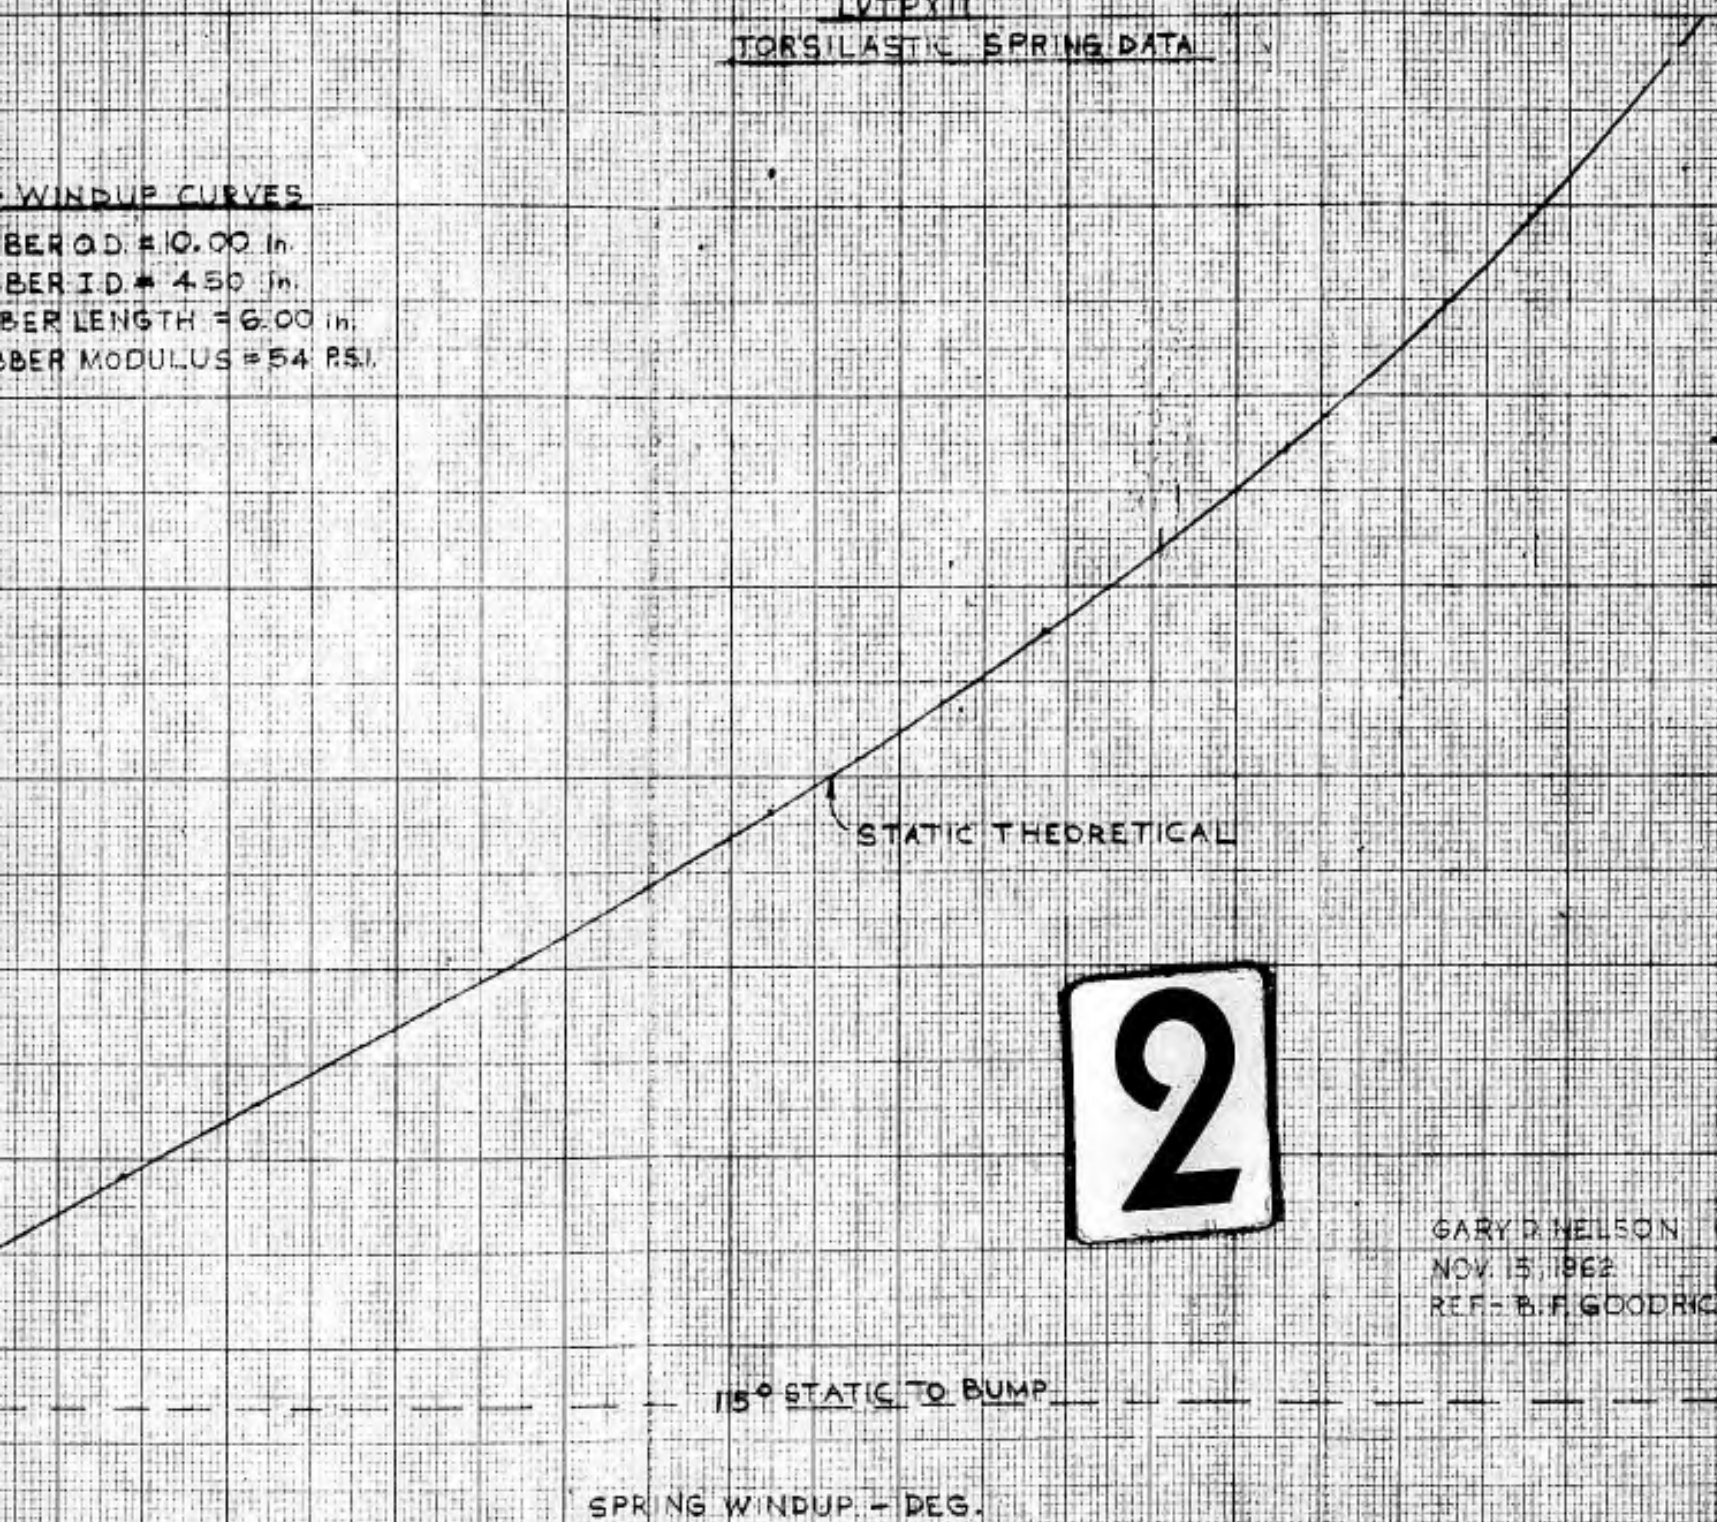 TORSILASTIC SPRING DATA
WINDUP CURVES
BER O.D. = 10.00 in.
BER I.D. = 4.50 in.
BER LENGTH = 6.00 in.
BBER MODULUS = 54 P.S.I.
STATIC THEORETICAL
2
GARY D. NELSON
NOV. 15, 1962
REF - B.F. GOODRIC
115° STATIC TO BUMP
SPRING WINDUP - DEG.